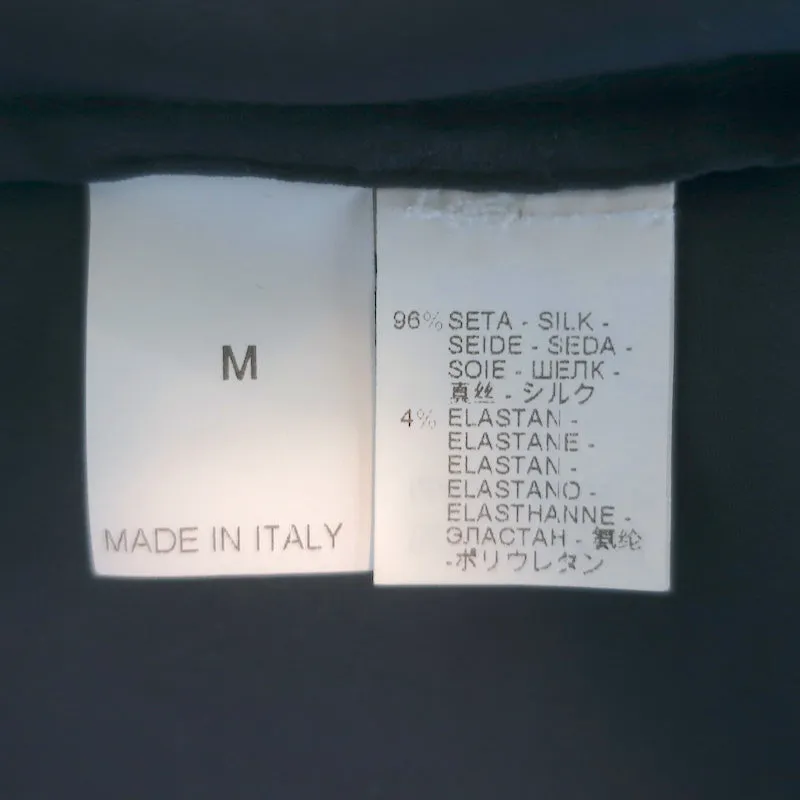 M
MADE IN ITALY
96% SETA - SILK -
SEIDE - SEDA -
SOIE - ШЕЛК -
真丝 - シルク
4% ELASTAN -
ELASTANE -
ELASTAN -
ELASTANO -
ELASTHANNE -
ЭЛАСТАН - 氨纶
-ポリウレタン